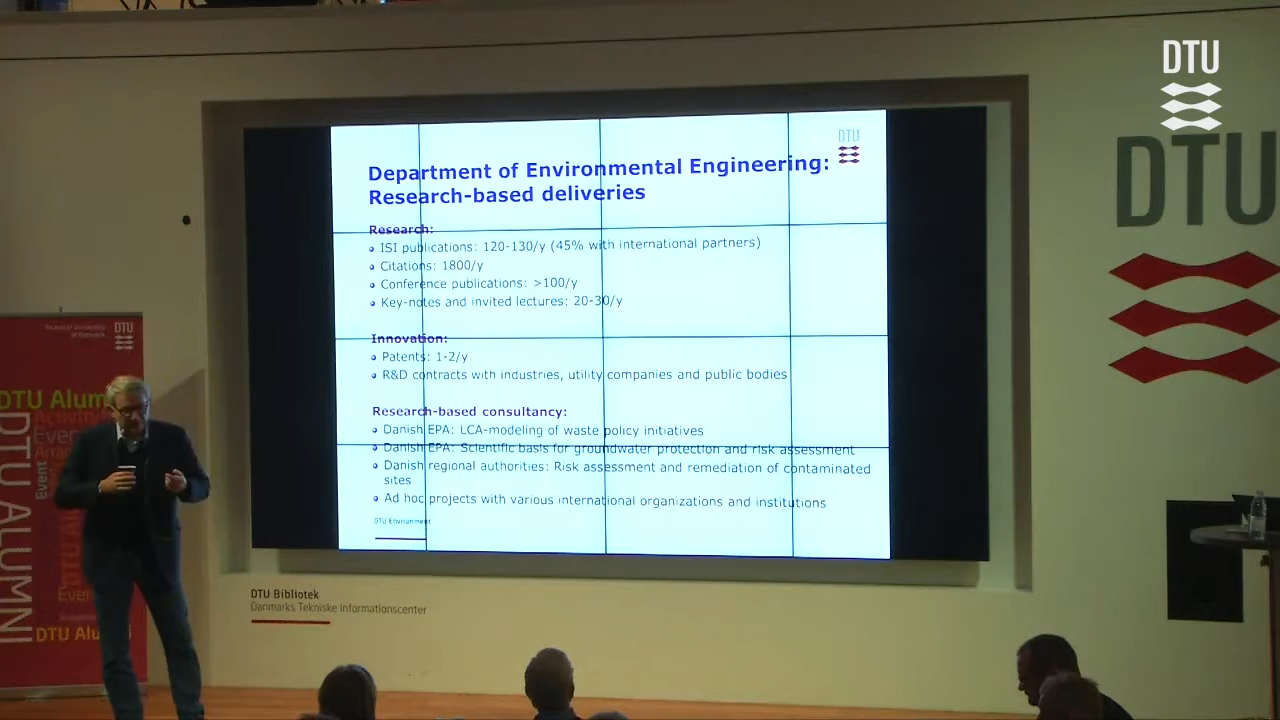 DTU
DTU
DTU
Department of Environmental Engineering:
Research-based deliveries
Research:
ISI publications: 120-130/y (45% with international partners)
Citations: 1800/y
Conference publications: >100/y
Key-notes and invited lectures: 20-30/y
Innovation:
Patents: 1-2/y
R&D contracts with industries, utility companies and public bodies
Research-based consultancy:
Danish EPA: LCA-modeling of waste policy initiatives
Danish EPA: Scientific basis for groundwater protection and risk assessment
Danish regional authorities: Risk assessment and remediation of contaminated
sites
Ad hoc projects with various international organizations and institutions
DTU Environment
DTU Bibliotek
Danmarks Tekniske Informationscenter
DTU
DTU Alum
Event
DTU ALUMNI
DTU Alu